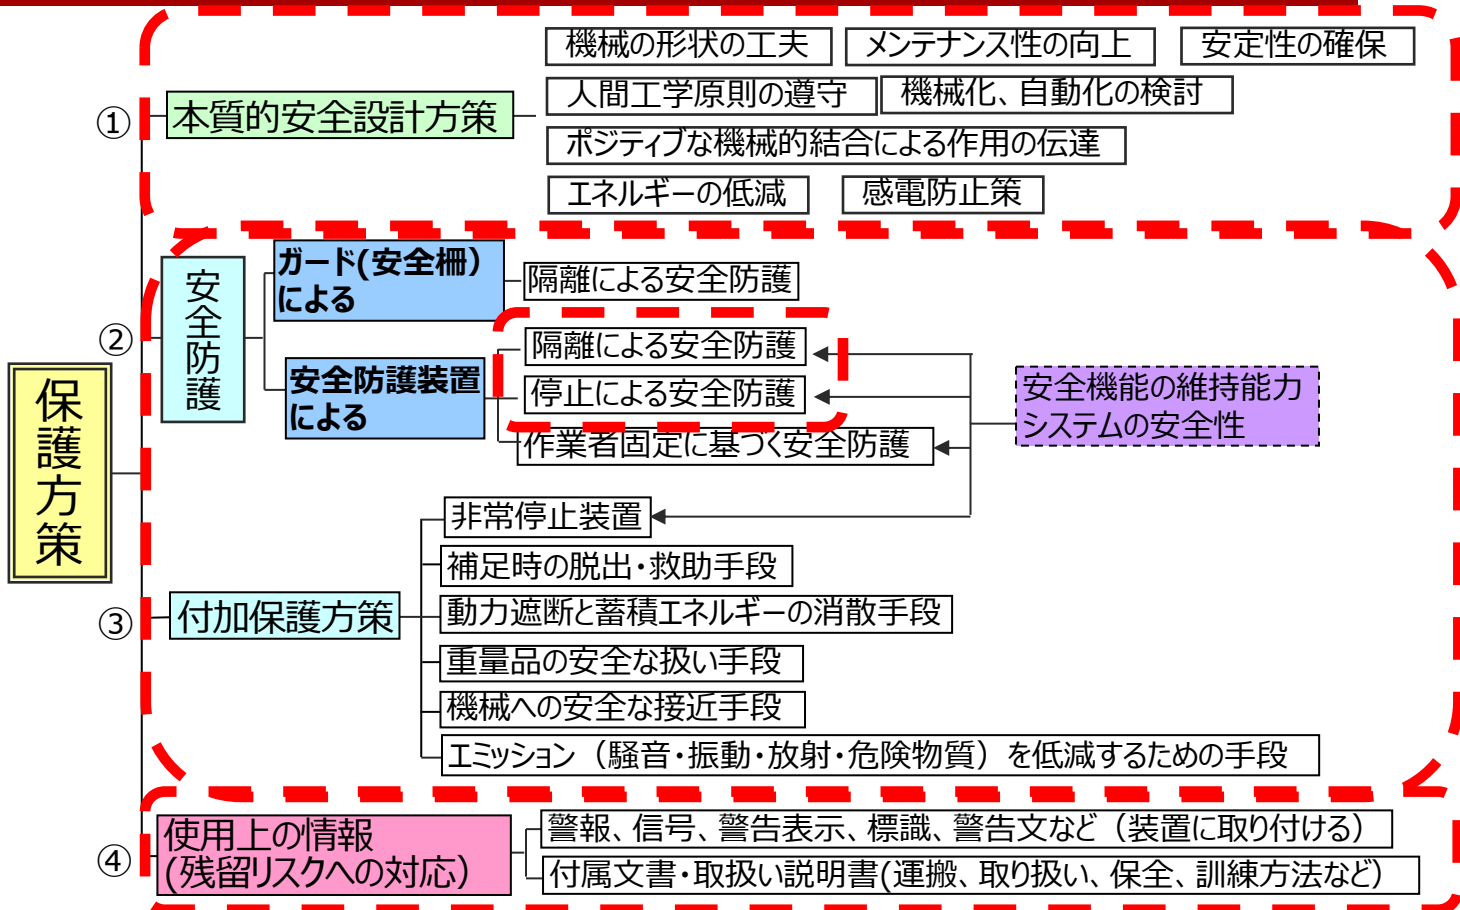 機械の形状の工夫
メンテナンス性の向上
安定性の確保
人間工学原則の遵守
機械化、自動化の検討
①
本質的安全設計方策
ポジティブな機械的結合による作用の伝達
エネルギーの低減
感電防止策
②
安全防護
ガード(安全柵)
による
隔離による安全防護
安全防護装置
による
隔離による安全防護
停止による安全防護
作業者固定に基づく安全防護
安全機能の維持能力
システムの安全性
保護方策
③
付加保護方策
非常停止装置
補足時の脱出・救助手段
動力遮断と蓄積エネルギーの消散手段
重量品の安全な扱い手段
機械への安全な接近手段
エミッション（騒音・振動・放射・危険物質）を低減するための手段
④
使用上の情報
(残留リスクへの対応)
警報、信号、警告表示、標識、警告文など（装置に取り付ける）
付属文書・取扱い説明書(運搬、取り扱い、保全、訓練方法など)